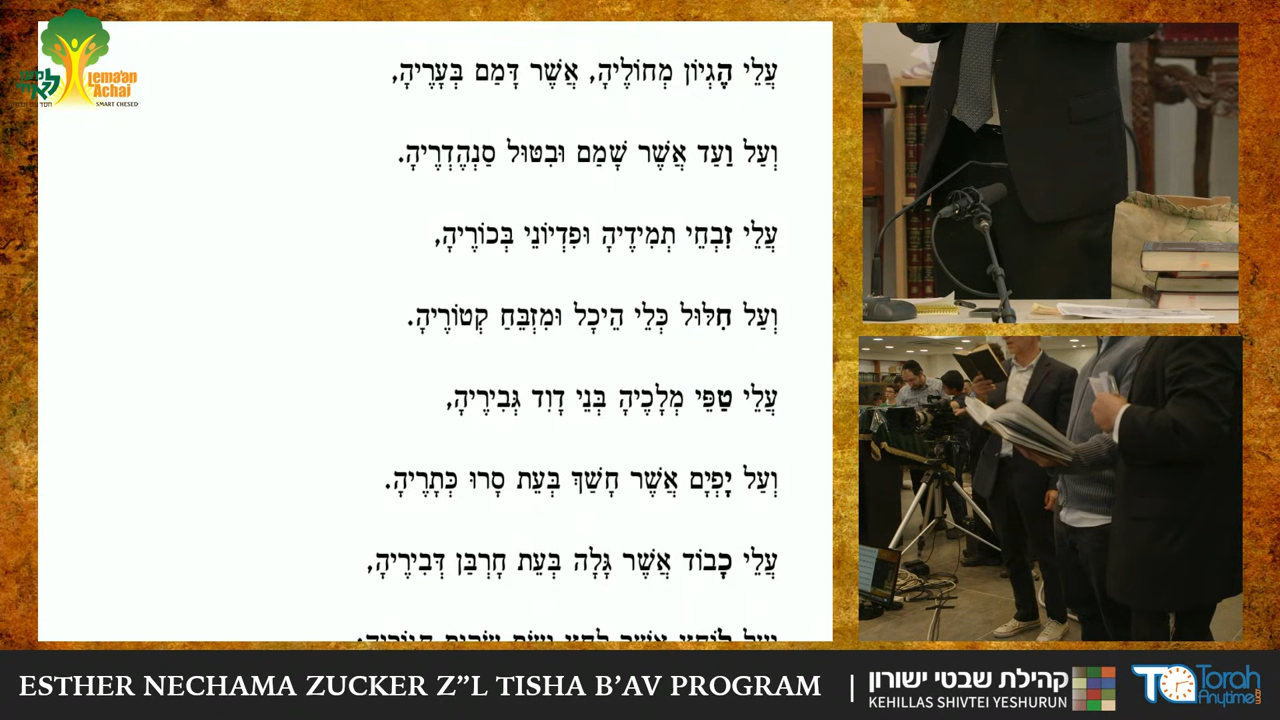 עֲלֵי הֶגְיוֹן מְחוֹלֶיהָ, אֲשֶׁר דָּמַם בְּעָרֶיהָ,
וְעַל וַעַד אֲשֶׁר שָׁמַם וּבִטּוּל סַנְהֶדְרֶיהָ.
עֲלֵי זִבְחֵי תְמִידֶיהָ וּפִדְיוֹנֵי בְּכוֹרֶיהָ,
וְעַל חִלּוּל כְּלֵי הֵיכָל וּמִזְבַּח קְטוֹרֶיהָ.
עֲלֵי טַפֵּי מְלָכֶיהָ בְּנֵי דָוִד גְּבִירֶיהָ,
וְעַל יָפְיָם אֲשֶׁר חָשַׁךְ בְּעֵת סָרוּ כְּתָרֶיהָ.
עֲלֵי כָבוֹד אֲשֶׁר גָּלָה בְּעֵת חָרְבַּן דְּבִירֶיהָ,
Lema'an Achai
SMART CHESED
ESTHER NECHAMA ZUCKER Z"L TISHA B'AV PROGRAM
קהילת שבטי ישורון
KEHILLAS SHIVTEI YESHURUN
TorahAnytime.com